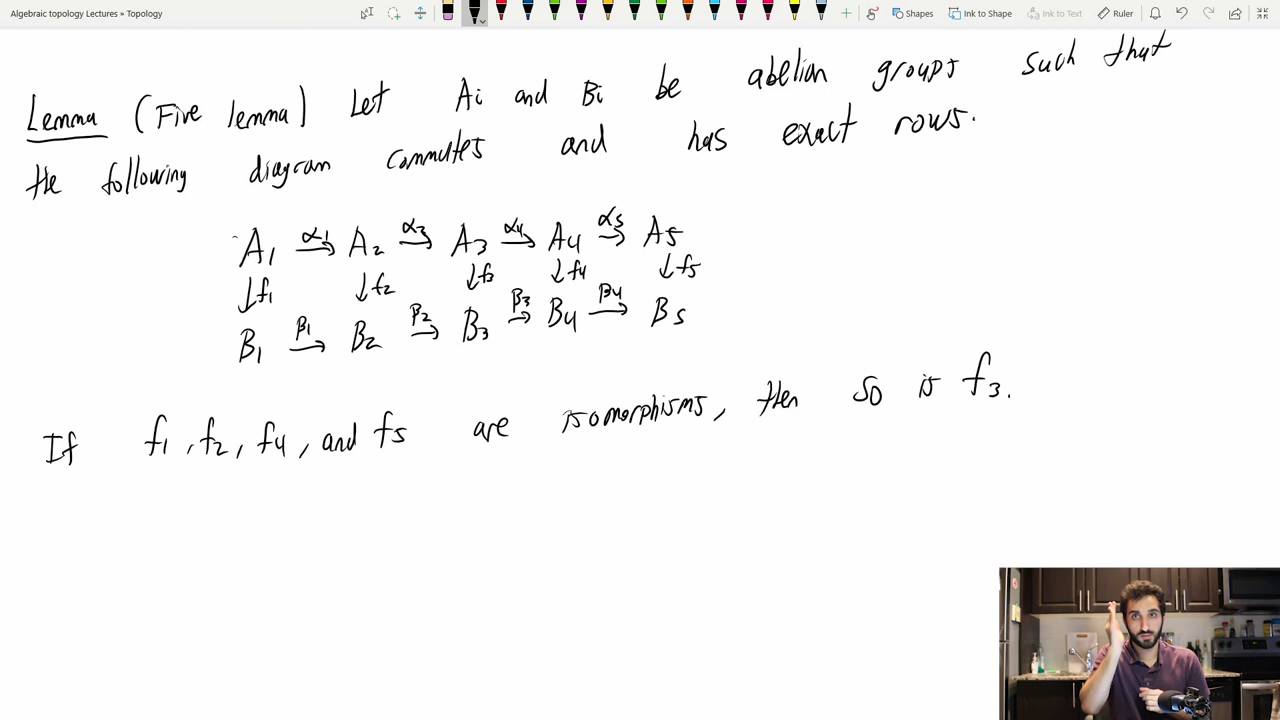 Algebraic topology Lectures » Topology
Shapes Ink to Shape Ink to Text Ruler
Lemma (Five lemma) Let Ai and Bi be abelian groups such that
the following diagram commutes and has exact rows.
A1 α1→ A2 α3→ A3 α4→ A4 α5→ A5
↓f1 ↓f2 ↓f3 ↓f4 ↓f5
B1 β1→ B2 β2→ B3 β3→ B4 β4→ B5
If f1, f2, f4, and f5 are isomorphisms, then so is f3.